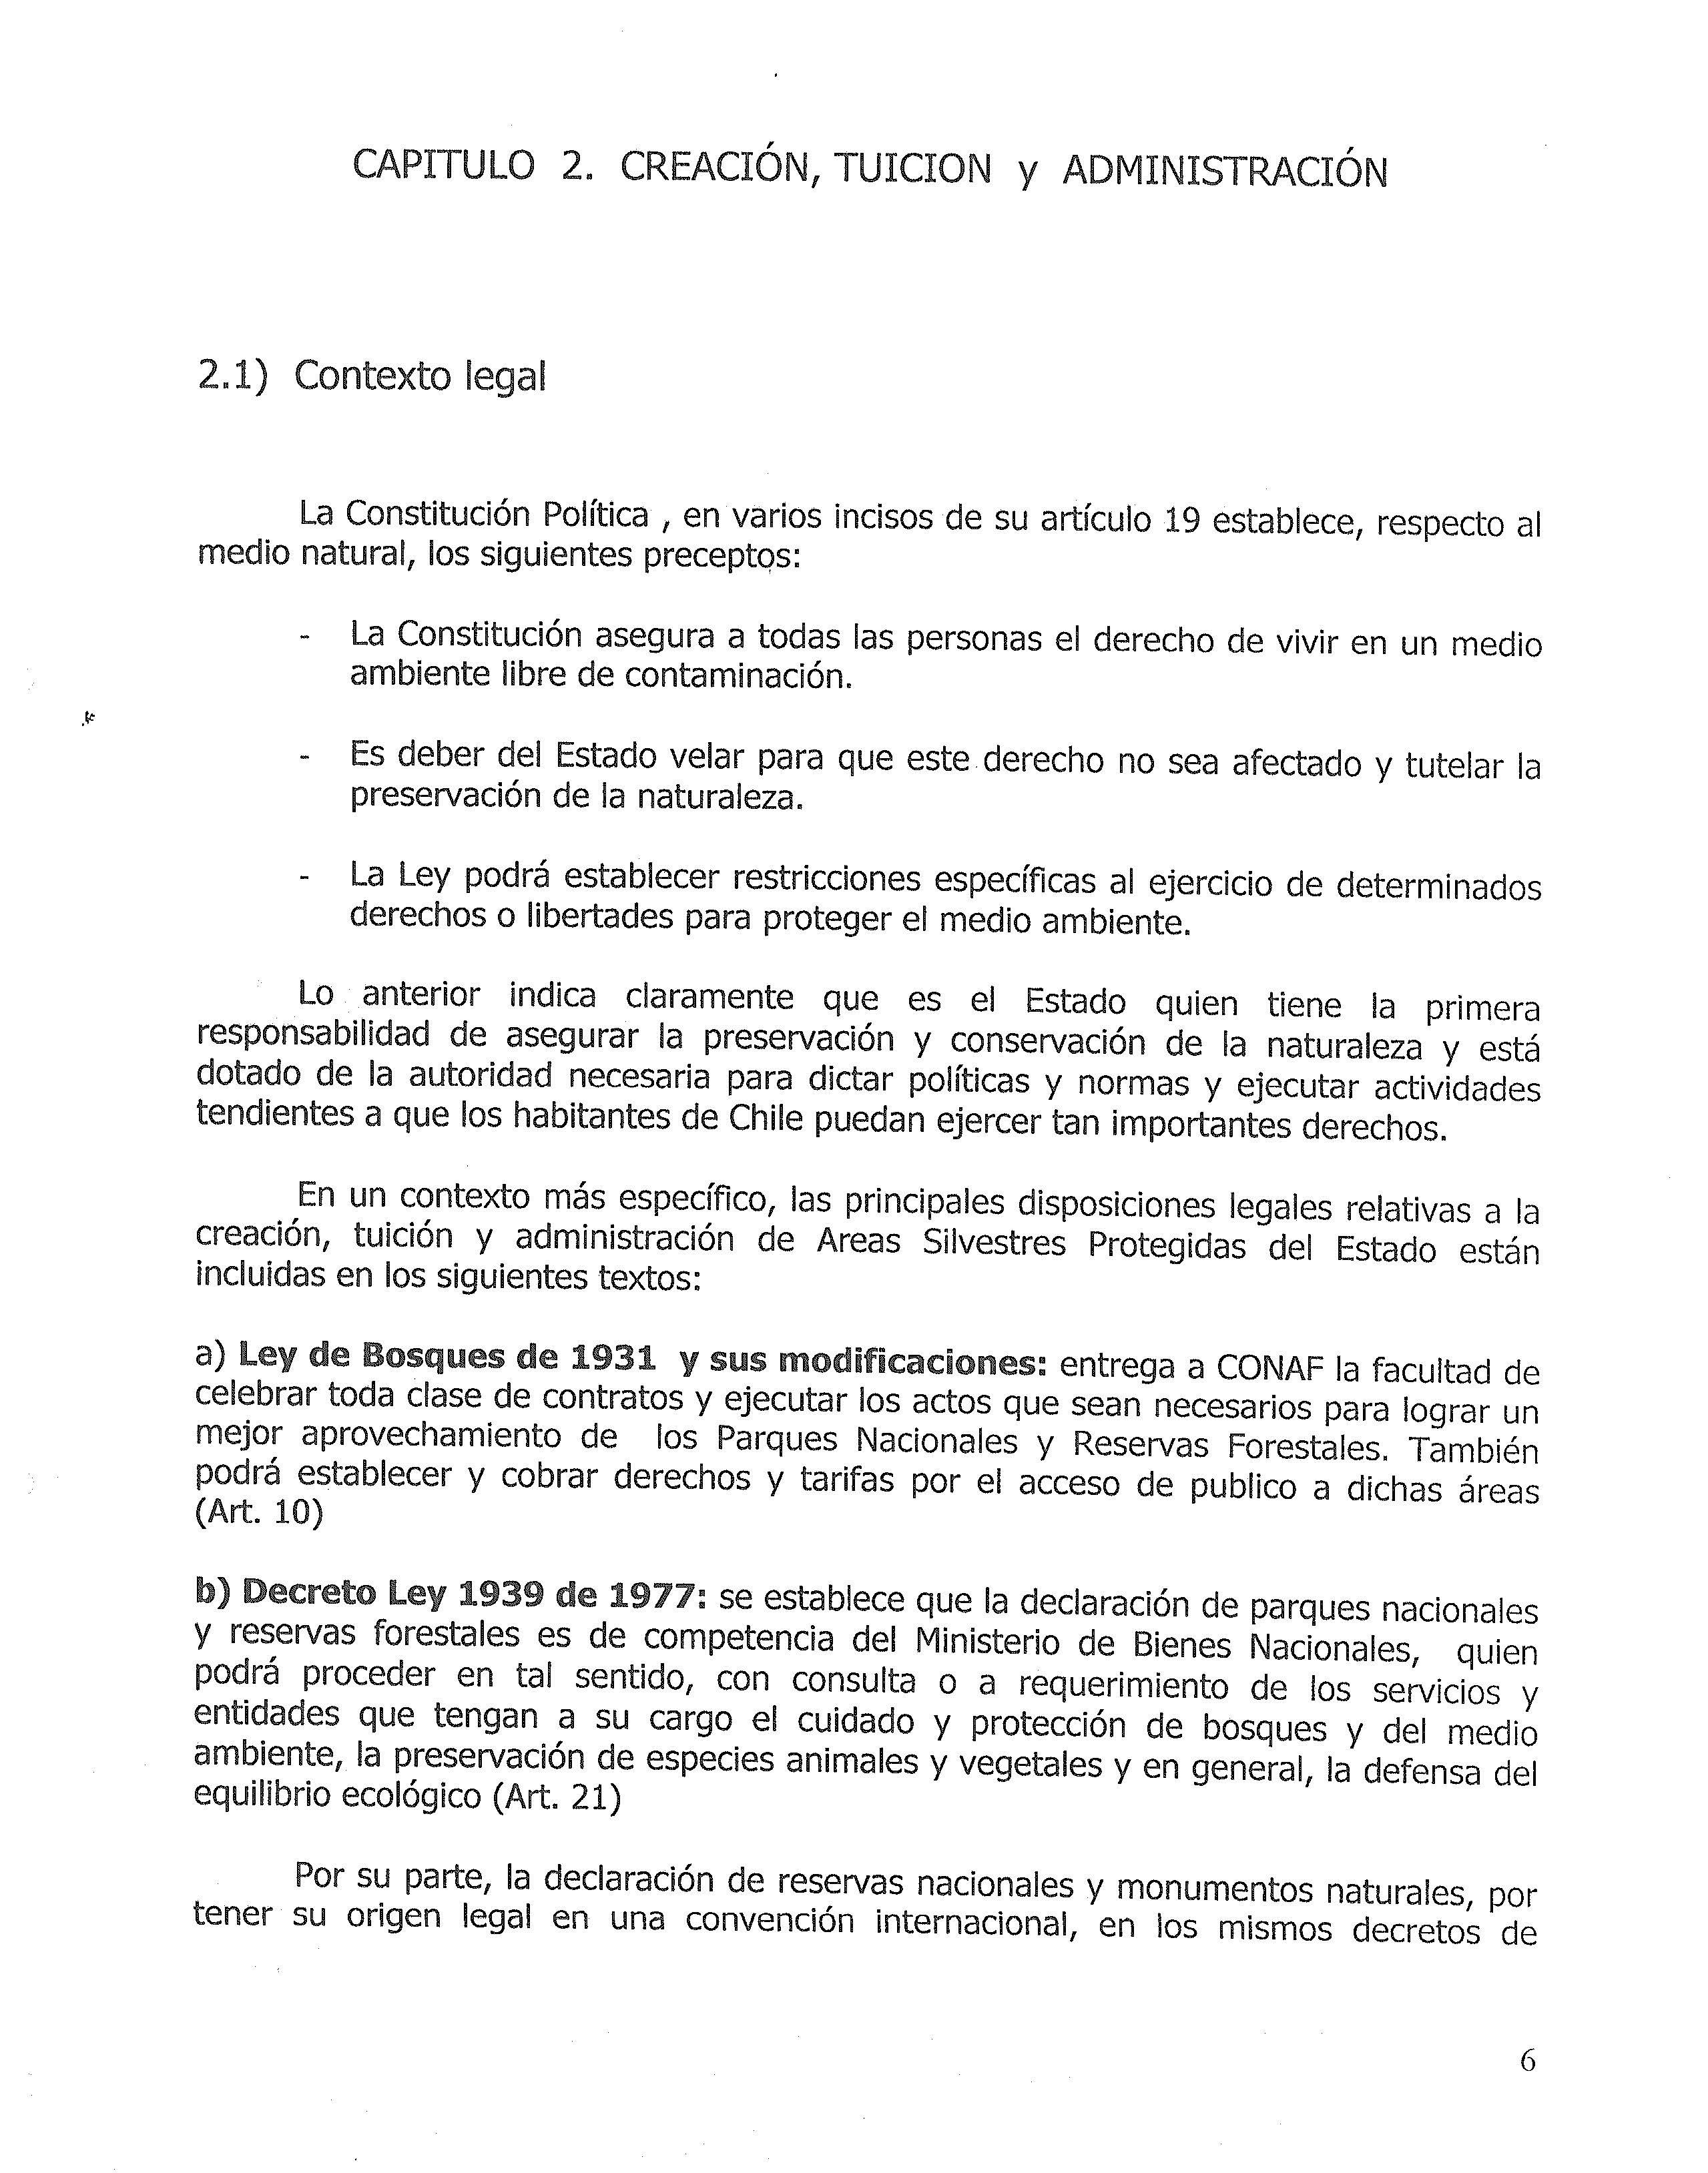 CAPITULO 2. CREACIÓN, TUICION y ADMINISTRACIÓN
2.1) Contexto legal
La Constitución Política , en varios incisos de su artículo 19 establece, respecto al
medio natural, los siguientes preceptos:
- La Constitución asegura a todas las personas el derecho de vivir en un medio
ambiente libre de contaminación.
- Es deber del Estado velar para que este derecho no sea afectado y tutelar la
preservación de la naturaleza.
- La Ley podrá establecer restricciones específicas al ejercicio de determinados
derechos o libertades para proteger el medio ambiente.
Lo anterior indica claramente que es el Estado quien tiene la primera
responsabilidad de asegurar la preservación y conservación de la naturaleza y está
dotado de la autoridad necesaria para dictar políticas y normas y ejecutar actividades
tendientes a que los habitantes de Chile puedan ejercer tan importantes derechos.
En un contexto más específico, las principales disposiciones legales relativas a la
creación, tuición y administración de Areas Silvestres Protegidas del Estado están
incluidas en los siguientes textos:
a) Ley de Bosques de 1931 y sus modificaciones: entrega a CONAF la facultad de
celebrar toda clase de contratos y ejecutar los actos que sean necesarios para lograr un
mejor aprovechamiento de los Parques Nacionales y Reservas Forestales. También
podrá establecer y cobrar derechos y tarifas por el acceso de publico a dichas áreas
(Art. 10)
b) Decreto Ley 1939 de 1977: se establece que la declaración de parques nacionales
y reservas forestales es de competencia del Ministerio de Bienes Nacionales, quien
podrá proceder en tal sentido, con consulta o a requerimiento de los servicios y
entidades que tengan a su cargo el cuidado y protección de bosques y del medio
ambiente, la preservación de especies animales y vegetales y en general, la defensa del
equilibrio ecológico (Art. 21)
Por su parte, la declaración de reservas nacionales y monumentos naturales, por
tener su origen legal en una convención internacional, en los mismos decretos de
6